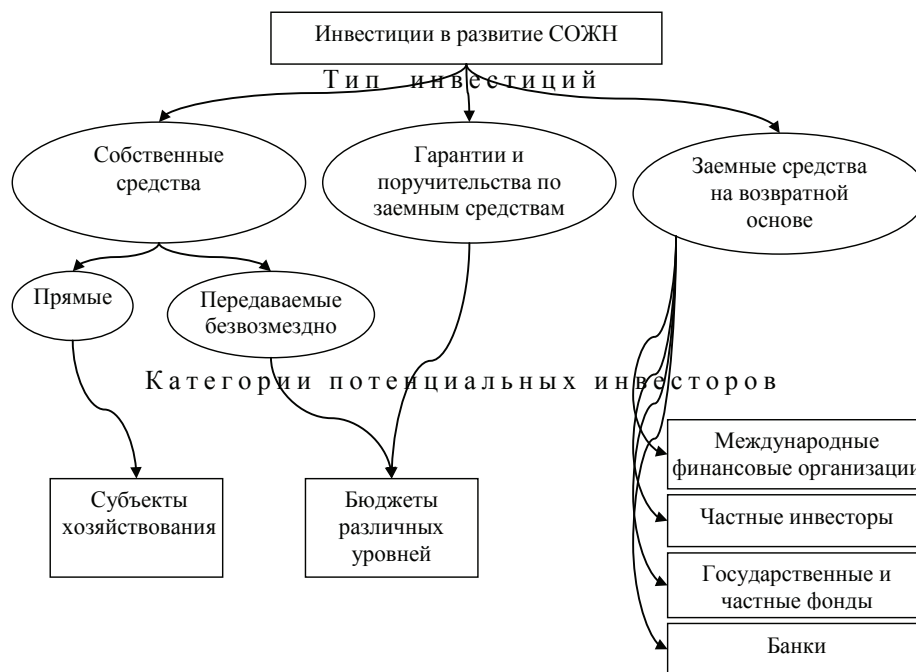 Инвестиции в развитие СОЖН
Тип инвестиций
Собственные
средства
Гарантии и
поручительства по
заемным средствам
Заемные средства
на возвратной
основе
Прямые
Передаваемые
безвозмездно
Категории потенциальных инвесторов
Субъекты
хозяйствования
Бюджеты
различных
уровней
Международные
финансовые организации
Частные инвесторы
Государственные и
частные фонды
Банки